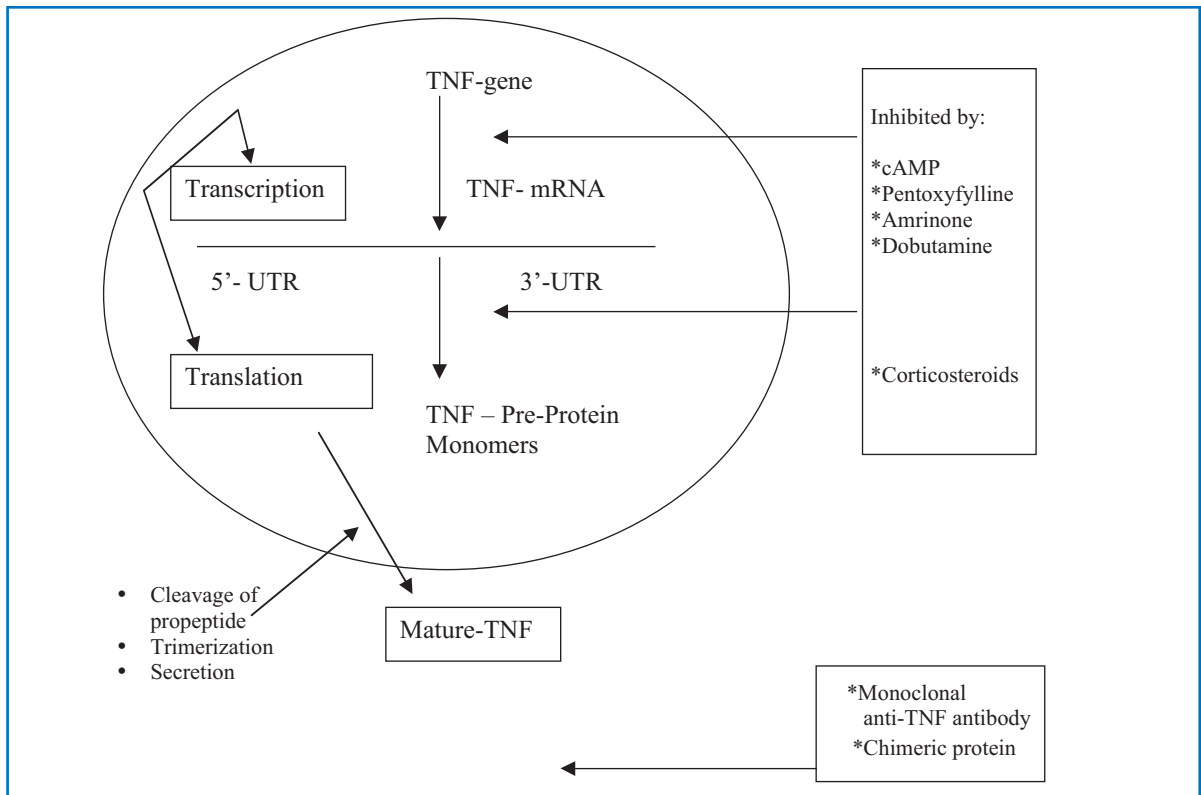 TNF-gene
Transcription
TNF- mRNA
5’- UTR
3’-UTR
Translation
TNF – Pre-Protein
Monomers
• Cleavage of
propeptide
• Trimerization
• Secretion
Mature-TNF
Inhibited by:
*cAMP
*Pentoxyfylline
*Amrinone
*Dobutamine
*Corticosteroids
*Monoclonal
anti-TNF antibody
*Chimeric protein